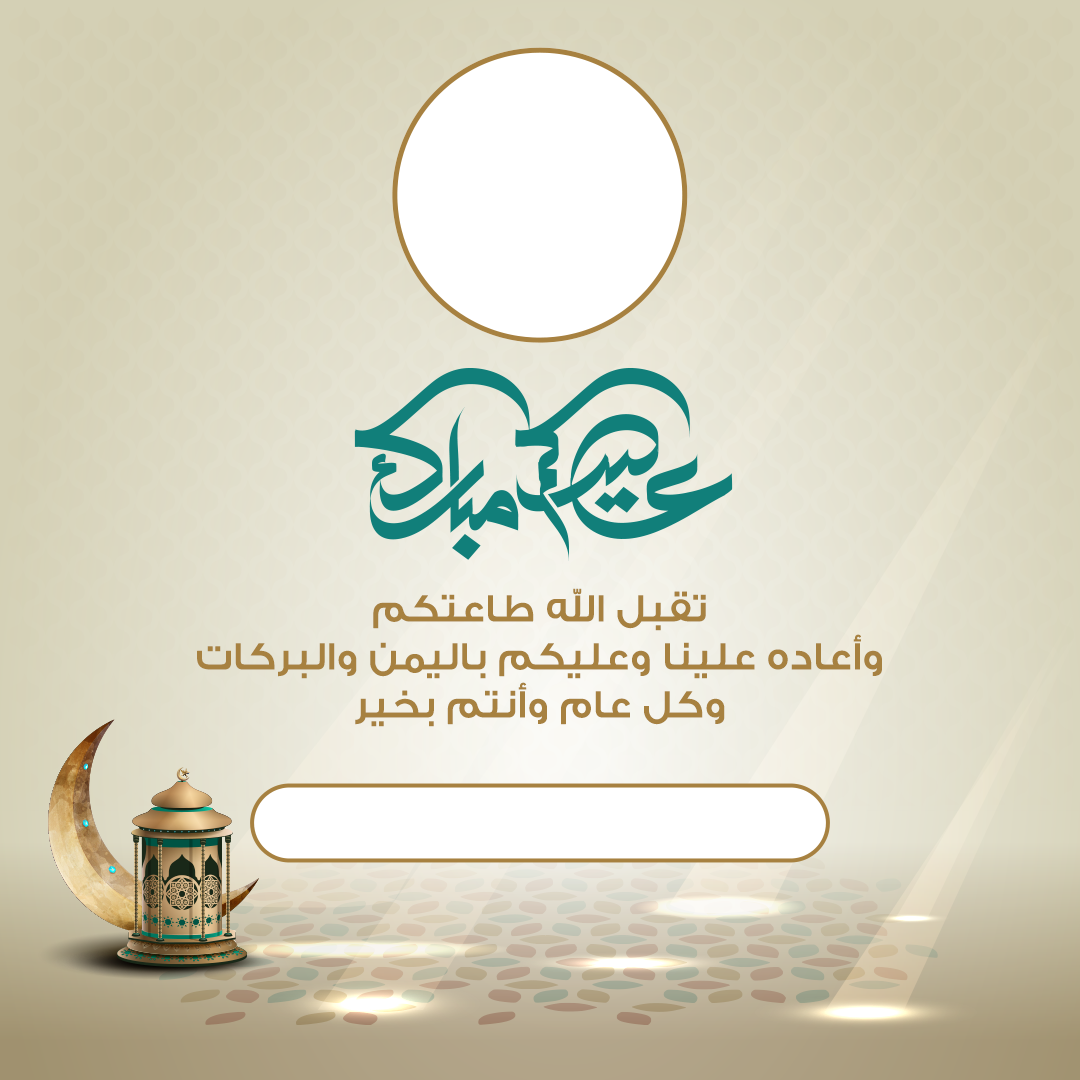 عيدكم مبارك
تقبل الله طاعتكم
وأعاده علينا وعليكم باليمن والبركات
وكل عام وأنتم بخير